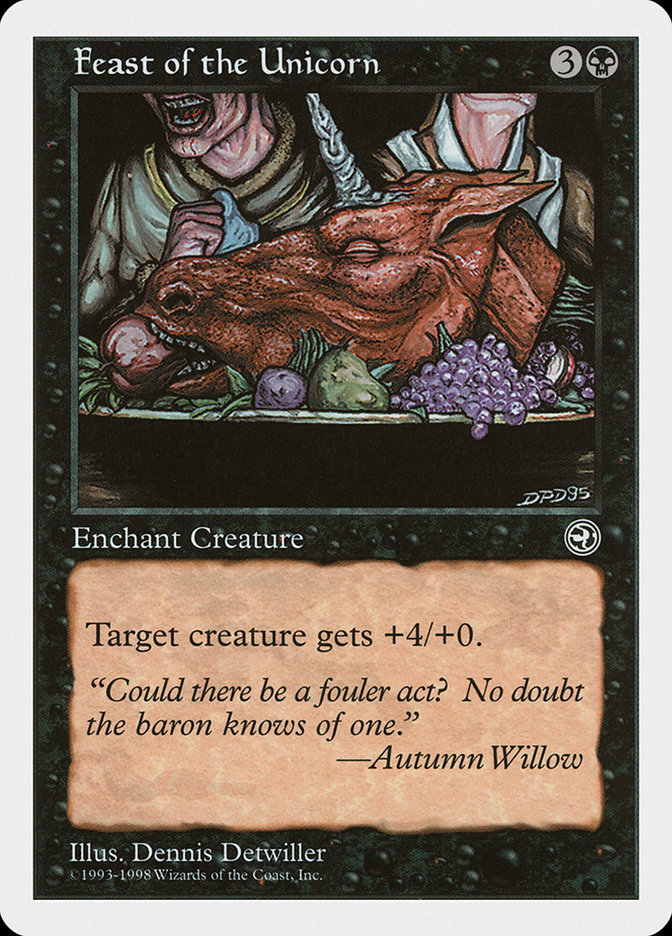 Feast of the Unicorn 3
DPD95
Enchant Creature
Target creature gets +4/+0.
“Could there be a fouler act?  No doubt
the baron knows of one.”
—Autumn Willow
Illus. Dennis Detwiller
©1993-1998 Wizards of the Coast, Inc.